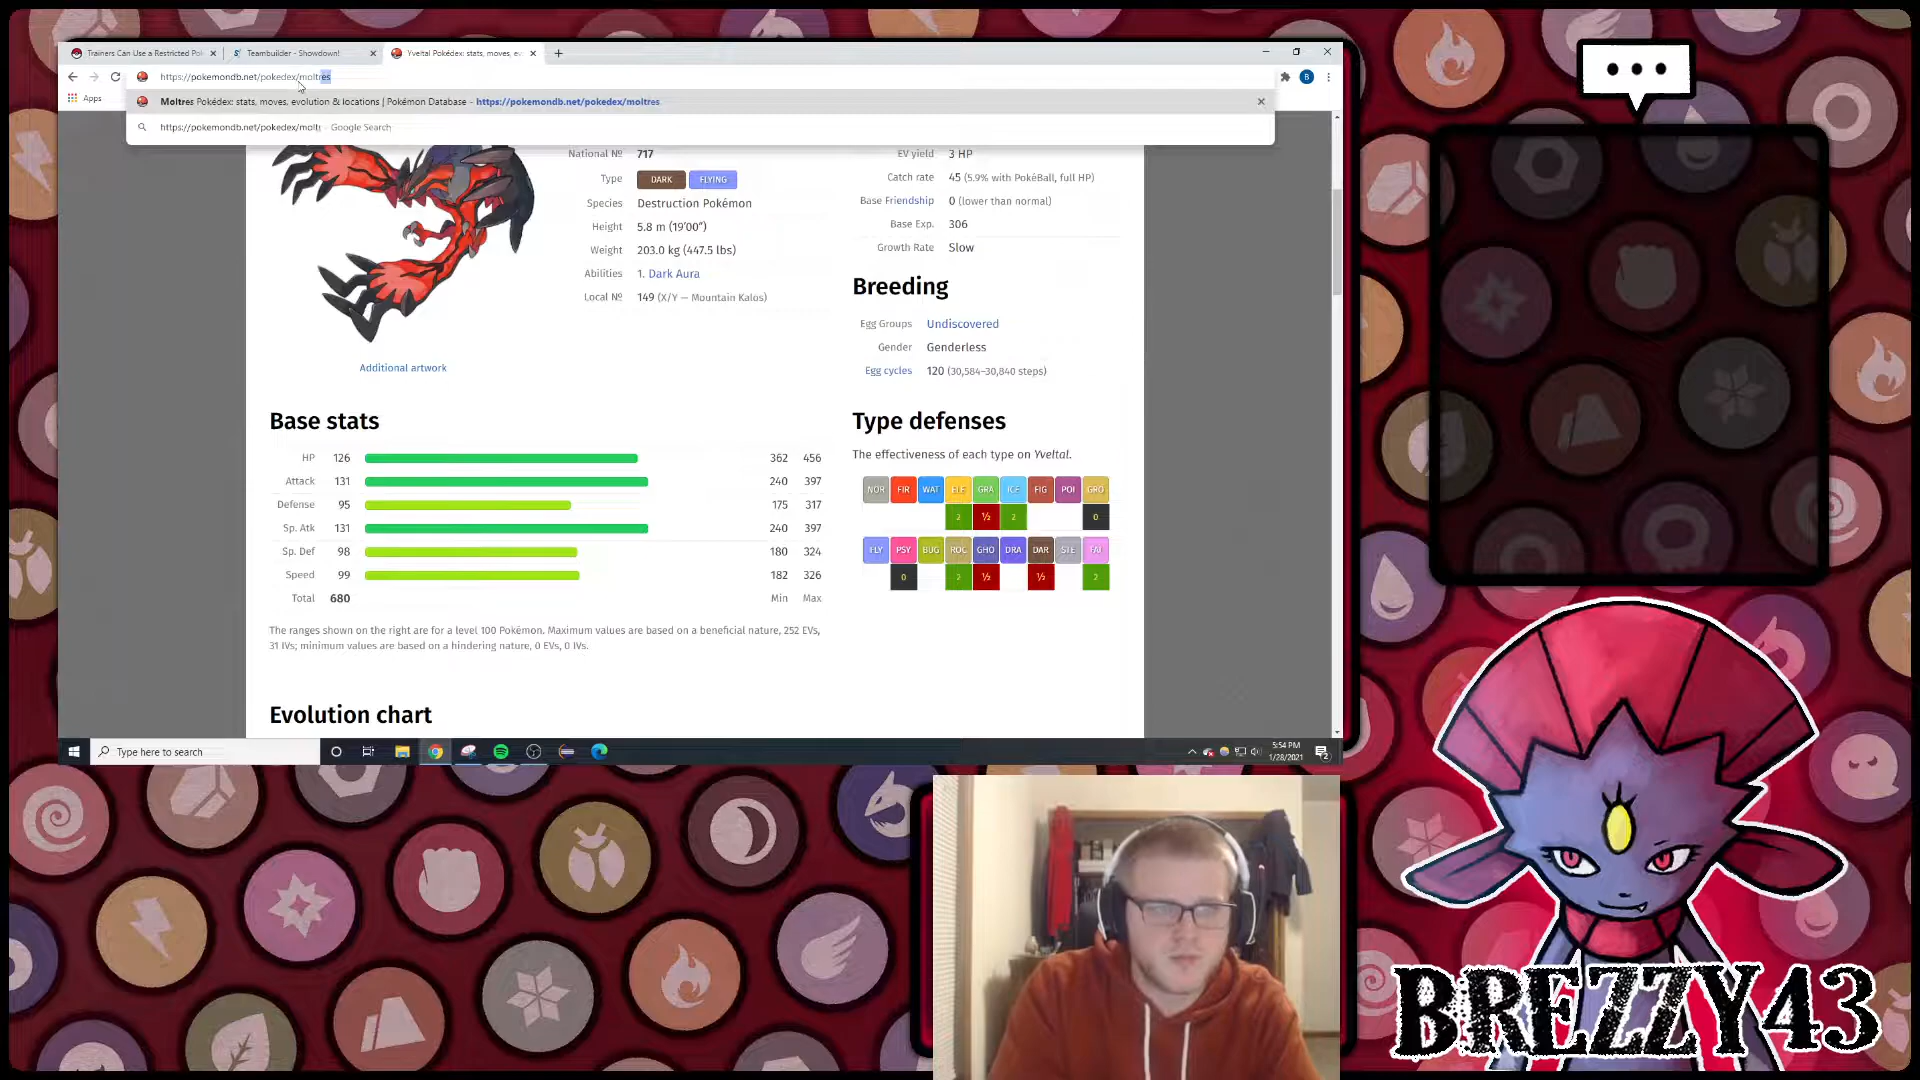 Trainers Can Use a Restricted Pok
Teambuilder - Showdown!
Yveltal Pokédex: stats, moves, ev
https://pokemondb.net/pokedex/moltres
B
Apps
Moltres Pokédex: stats, moves, evolution & locations | Pokémon Database - https://pokemondb.net/pokedex/moltres
https://pokemondb.net/pokedex/moltr - Google Search
National № 717
Type DARK FLYING
Species Destruction Pokémon
Height 5.8 m (19′00″)
Weight 203.0 kg (447.5 lbs)
Abilities 1. Dark Aura
Local № 149 (X/Y — Mountain Kalos)
Additional artwork
EV yield 3 HP
Catch rate 45 (5.9% with PokéBall, full HP)
Base Friendship 0 (lower than normal)
Base Exp. 306
Growth Rate Slow
Breeding
Egg Groups Undiscovered
Gender Genderless
Egg cycles 120 (30,584–30,840 steps)
Base stats
HP 126 362 456
Attack 131 240 397
Defense 95 175 317
Sp. Atk 131 240 397
Sp. Def 98 180 324
Speed 99 182 326
Total 680 Min Max
The ranges shown on the right are for a level 100 Pokémon. Maximum values are based on a beneficial nature, 252 EVs,
31 IVs; minimum values are based on a hindering nature, 0 EVs, 0 IVs.
Type defenses
The effectiveness of each type on Yveltal.
NOR FIR WAT ELE GRA ICE FIG POI GRO
2 ½ 2 0
FLY PSY BUG ROC GHO DRA DAR STE FAI
0 2 ½ ½ 2
Evolution chart
Type here to search
5:54 PM
1/28/2021
2
BREZZY43